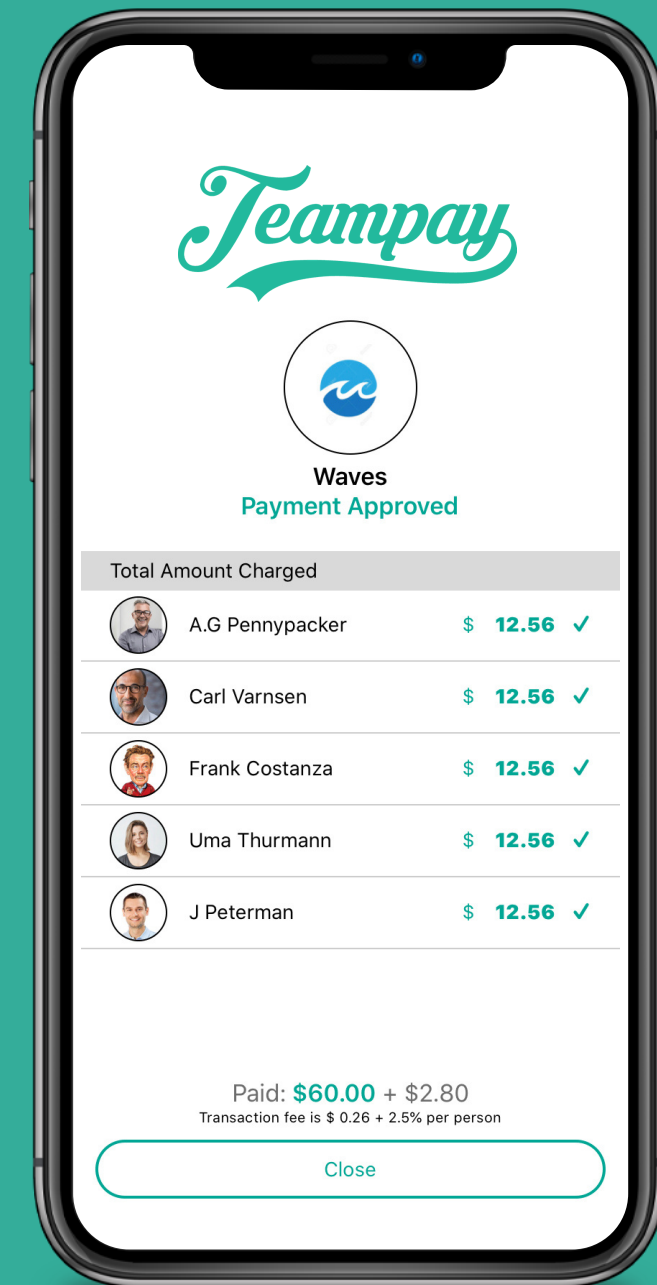 Teampay
Waves
Payment Approved
Total Amount Charged
A.G Pennypacker $ 12.56 ✓
Carl Varnsen $ 12.56 ✓
Frank Costanza $ 12.56 ✓
Uma Thurmann $ 12.56 ✓
J Peterman $ 12.56 ✓
Paid: $60.00 + $2.80
Transaction fee is $ 0.26 + 2.5% per person
Close